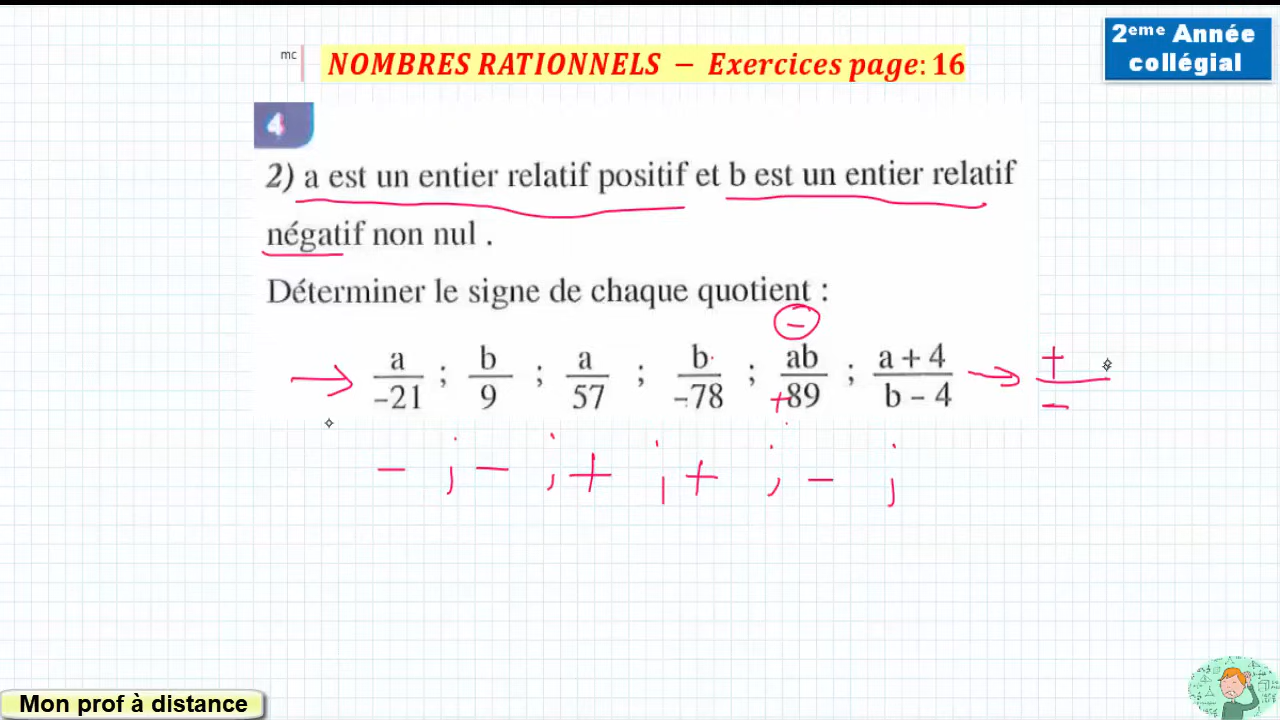 2eme Année
collégial
mc
NOMBRES RATIONNELS − Exercices page: 16
4
2) a est un entier relatif positif et b est un entier relatif
négatif non nul .
Déterminer le signe de chaque quotient :
−
→ a/−21 ; b/9 ; a/57 ; b/−78 ; ab/+89 ; a + 4/b − 4 → +/−
− ; − ; + ; + ; − ;
Mon prof à distance